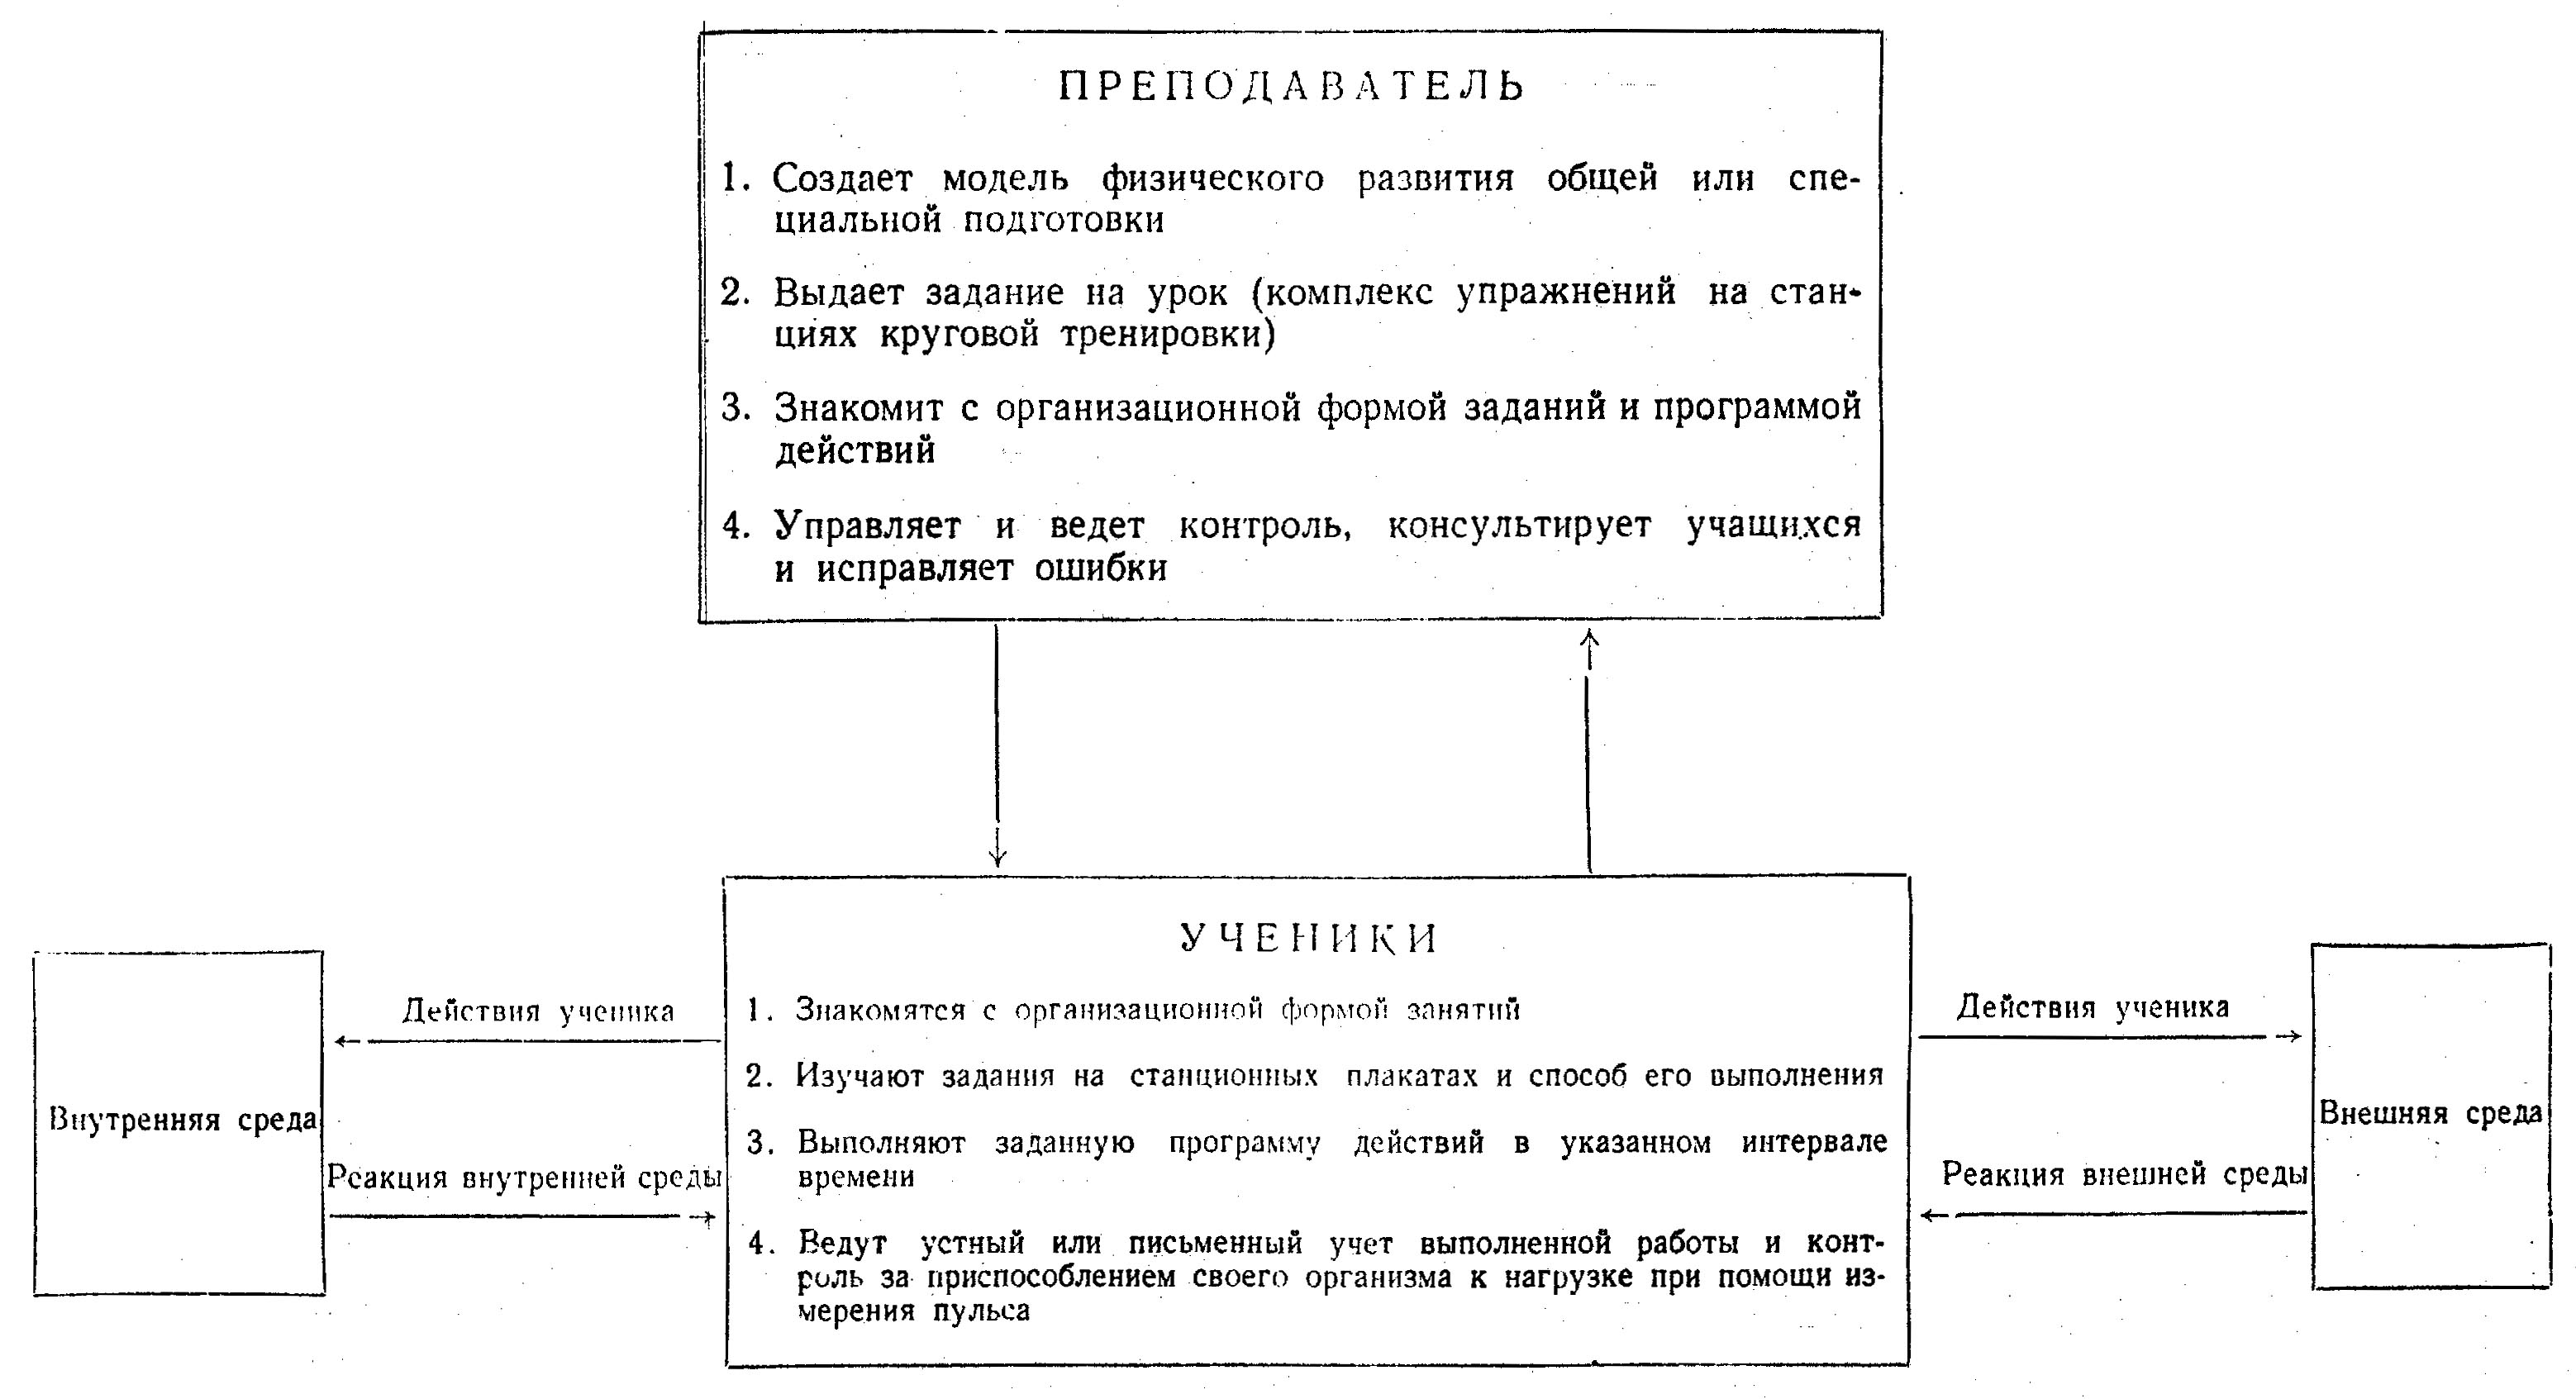 ПРЕПОДАВАТЕЛЬ
1. Создает модель физического развития общей или спе-
циальной подготовки
2. Выдает задание на урок (комплекс упражнений на стан-
циях круговой тренировки)
3. Знакомит с организационной формой заданий и программой
действий
4. Управляет и ведет контроль, консультирует учащихся
и исправляет ошибки
УЧЕНИКИ
1. Знакомятся с организационной формой занятий
2. Изучают задания на станционных плакатах и способ его выполнения
3. Выполняют заданную программу действий в указанном интервале
времени
4. Ведут устный или письменный учет выполненной работы и конт-
роль за приспособлением своего организма к нагрузке при помощи из-
мерения пульса
Внутренняя среда
Действия ученика
Реакция внутренней среды
Действия ученика
Реакция внешней среды
Внешняя среда